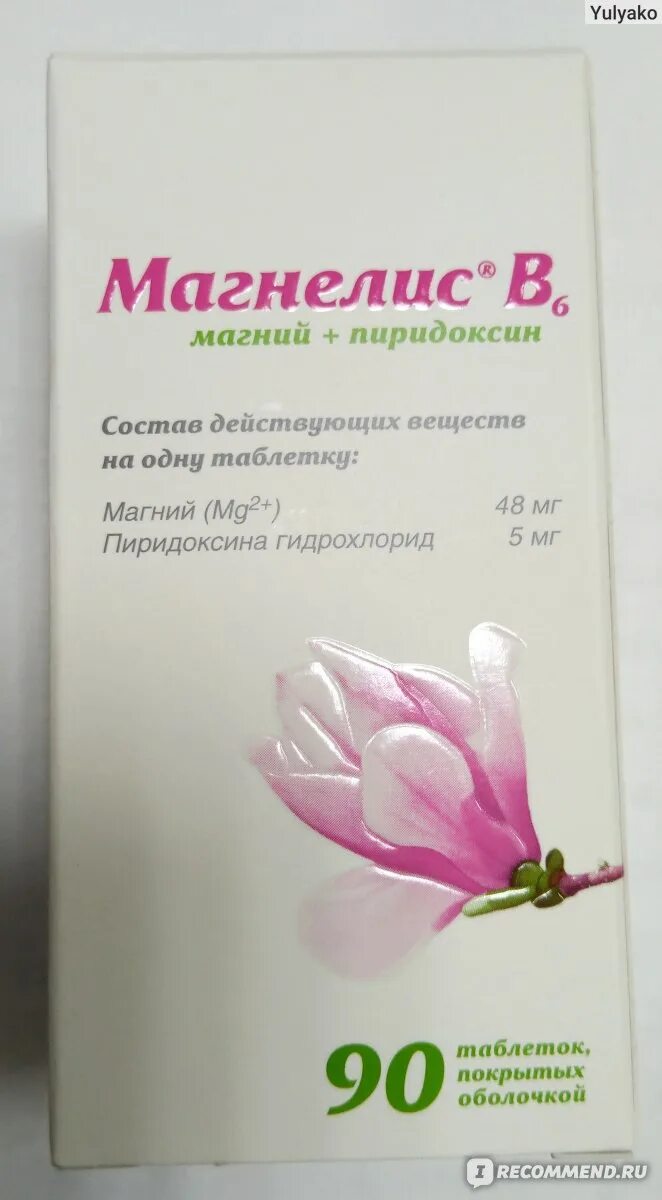 Yulyako
Магнелис® В₆
магний + пиридоксин
Состав действующих веществ
на одну таблетку:
Магний (Mg²⁺) 48 мг
Пиридоксина гидрохлорид 5 мг
90 таблеток,
покрытых
оболочкой
I RECOMMEND.RU